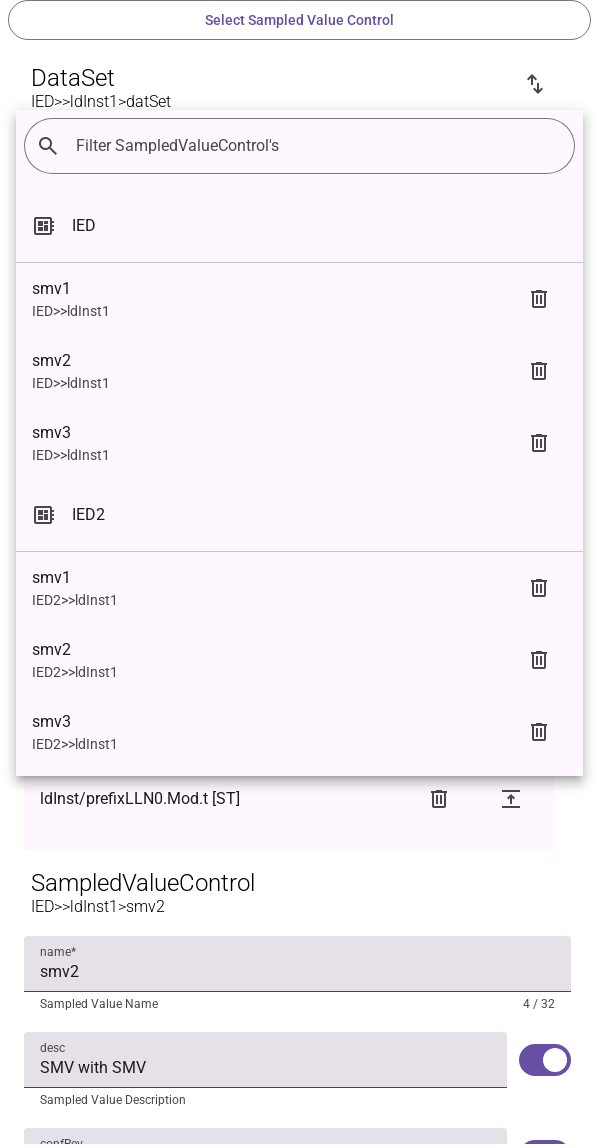 Select Sampled Value Control
DataSet
IED>>ldInst1>datSet
Filter SampledValueControl's
IED
smv1
IED>>ldInst1
smv2
IED>>ldInst1
smv3
IED>>ldInst1
IED2
smv1
IED2>>ldInst1
smv2
IED2>>ldInst1
smv3
IED2>>ldInst1
ldInst/prefixLLN0.Mod.t [ST]
SampledValueControl
IED>>ldInst1>smv2
name*
smv2
Sampled Value Name 4 / 32
desc
SMV with SMV
Sampled Value Description
confRev